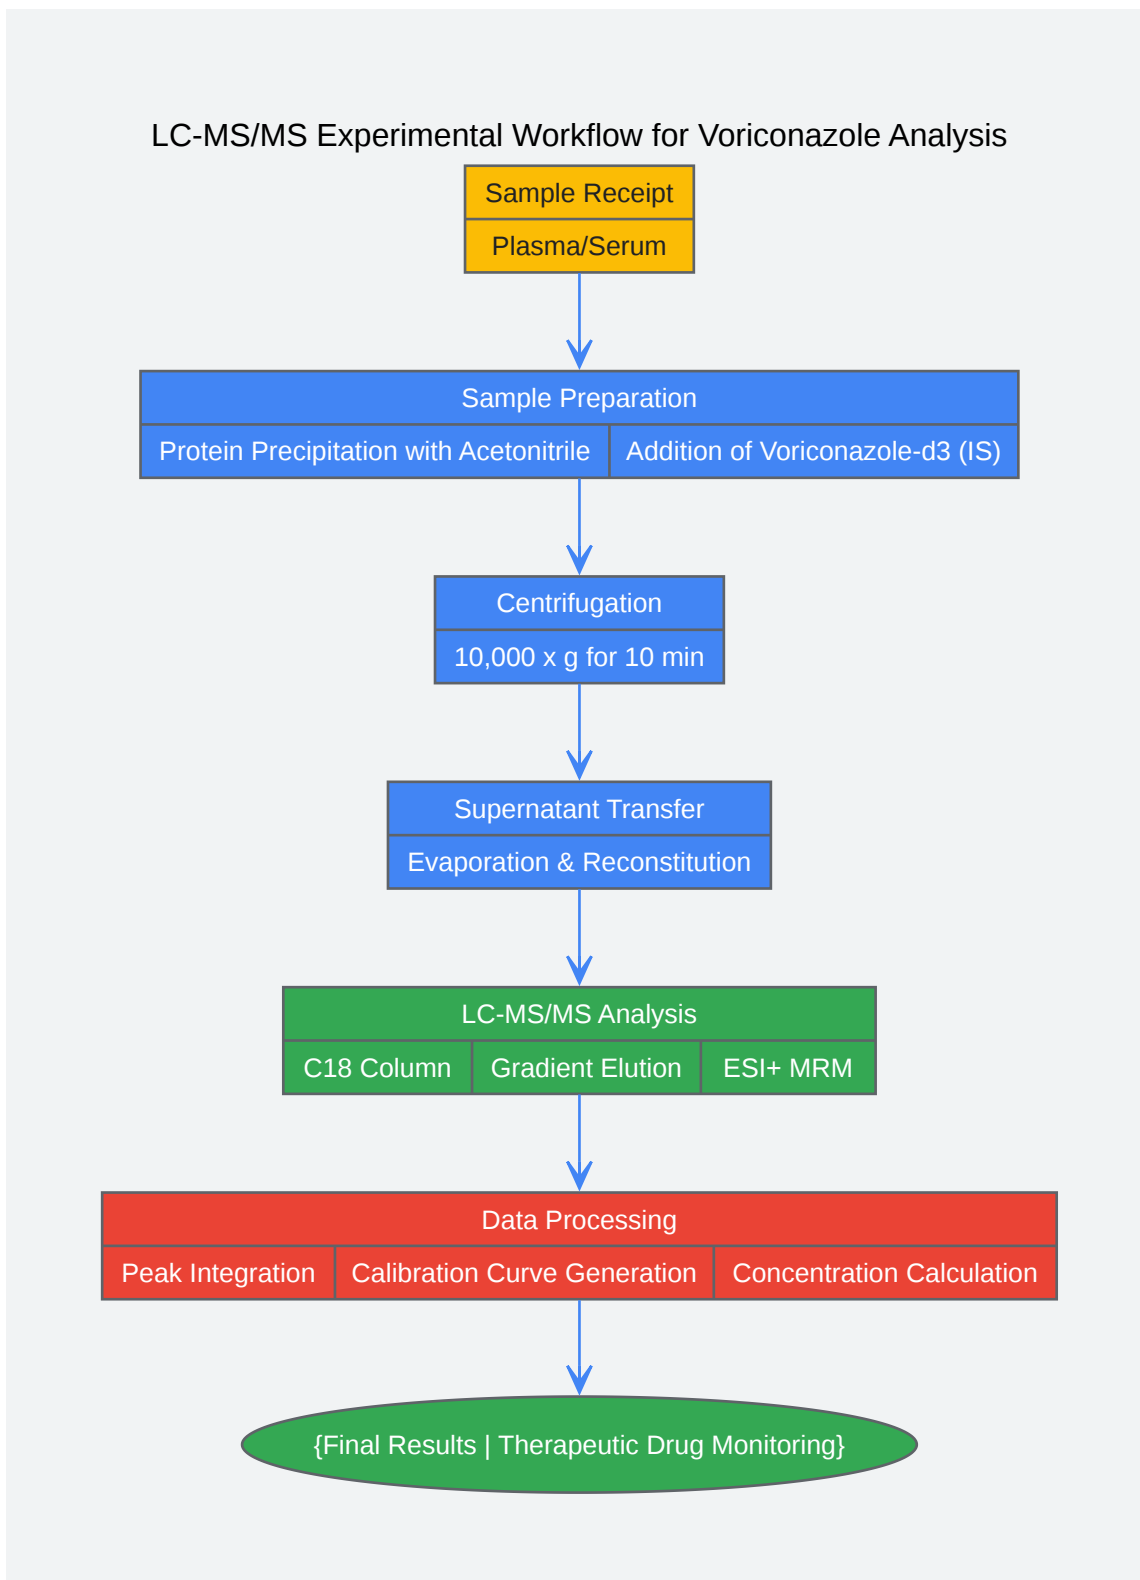 LC-MS/MS Experimental Workflow for Voriconazole Analysis
Sample Receipt
Plasma/Serum
Sample Preparation
Protein Precipitation with Acetonitrile
Addition of Voriconazole-d3 (IS)
Centrifugation
10,000 x g for 10 min
Supernatant Transfer
Evaporation & Reconstitution
LC-MS/MS Analysis
C18 Column
Gradient Elution
ESI+ MRM
Data Processing
Peak Integration
Calibration Curve Generation
Concentration Calculation
{Final Results | Therapeutic Drug Monitoring}